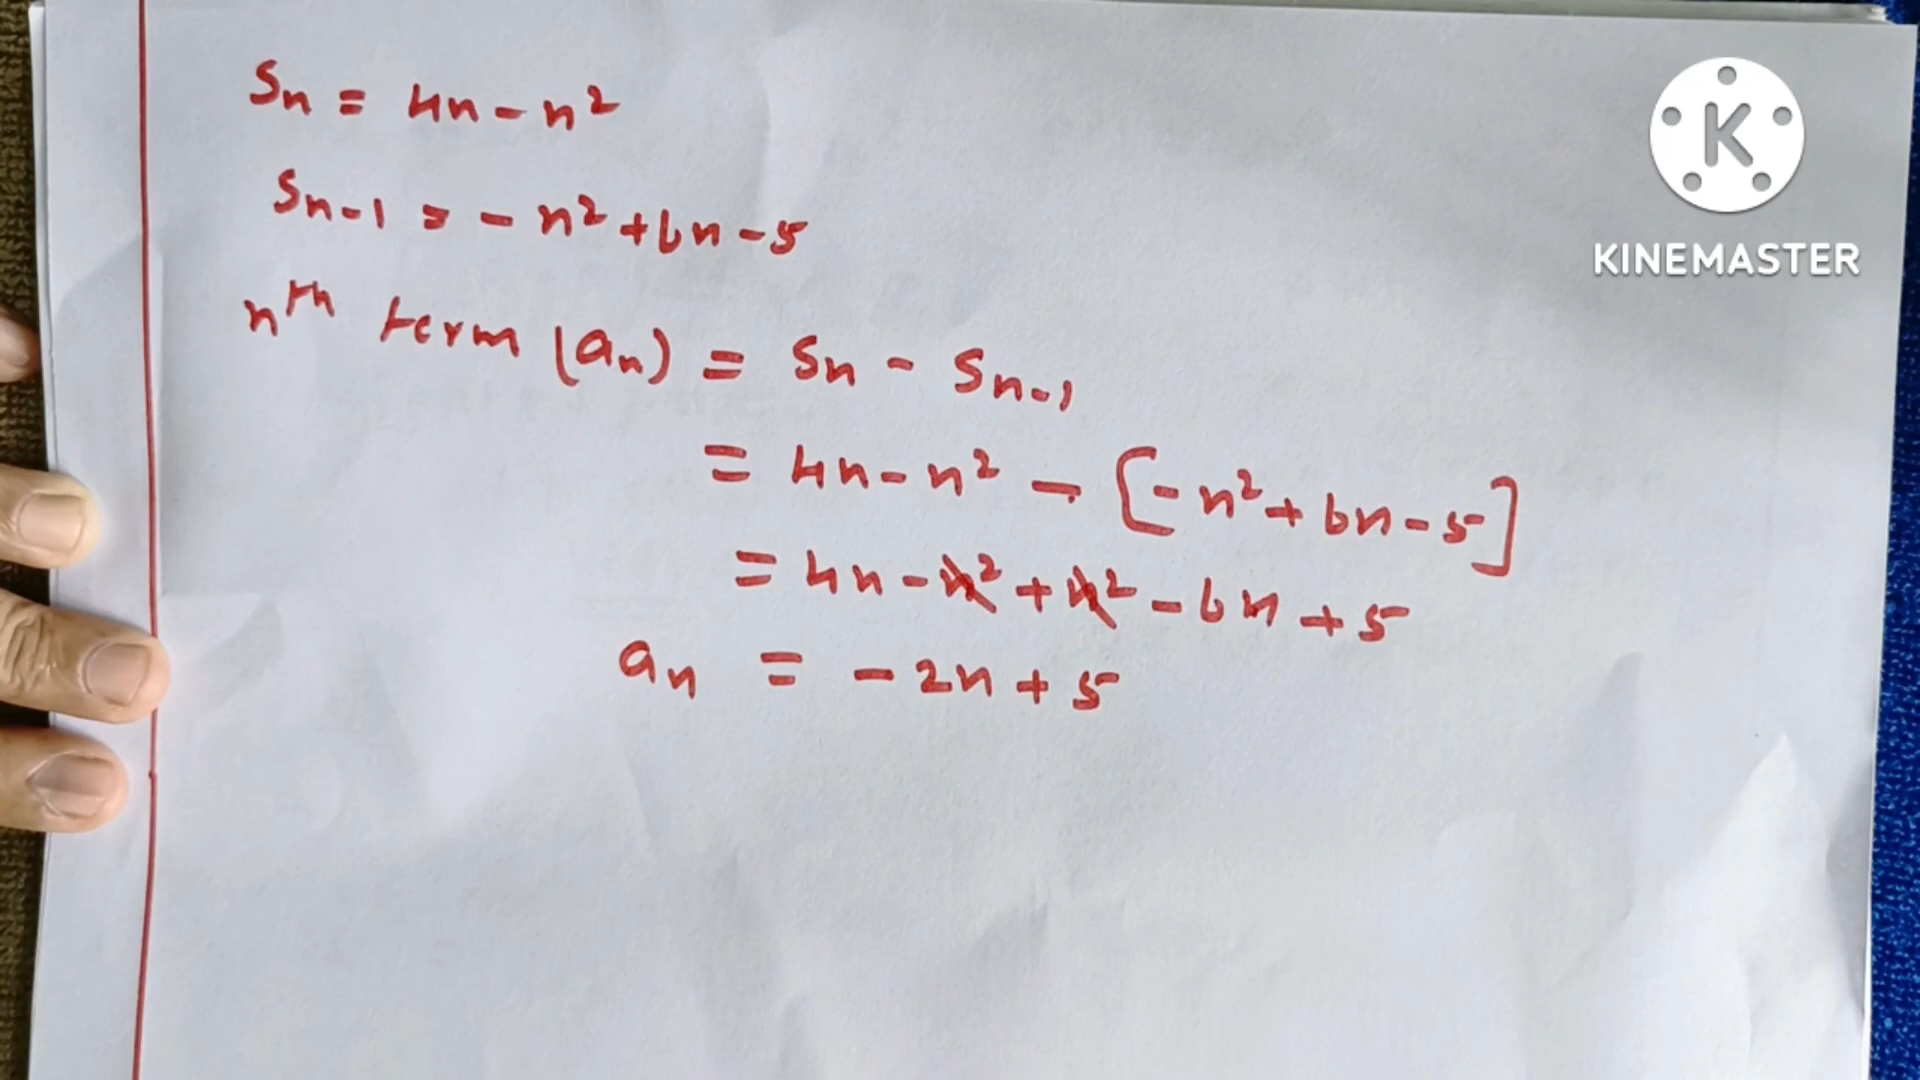 Sn = 4n - n²
Sn-1 = - n² + 6n - 5
nth term (an) = Sn - Sn-1
= 4n - n² - [- n² + 6n - 5]
= 4n - n² + n² - 6n + 5
an = - 2n + 5
K
KINEMASTER